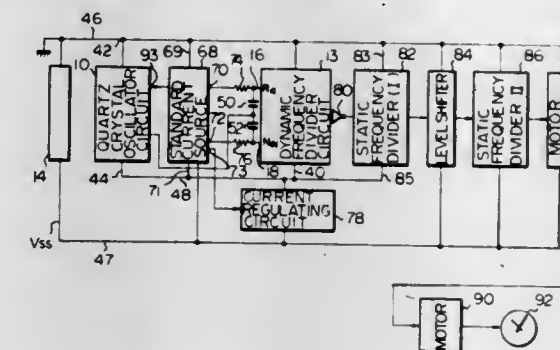 46
42 93 69 68 74 16 13 83 82 84 86
10 70
QUARTZ CRYSTAL OSCILLATOR CIRCUIT
STANDARD CURRENT SOURCE
50
72
52
DYNAMIC FREQUENCY DIVIDER CIRCUIT
80
STATIC FREQUENCY DIVIDER (I)
LEVEL SHIFTER
STATIC FREQUENCY DIVIDER II
MOTOR
14 44 71 48 73 76 18 40 85
CURRENT REGULATING CIRCUIT
78
Vss
47
90 92
MOTOR